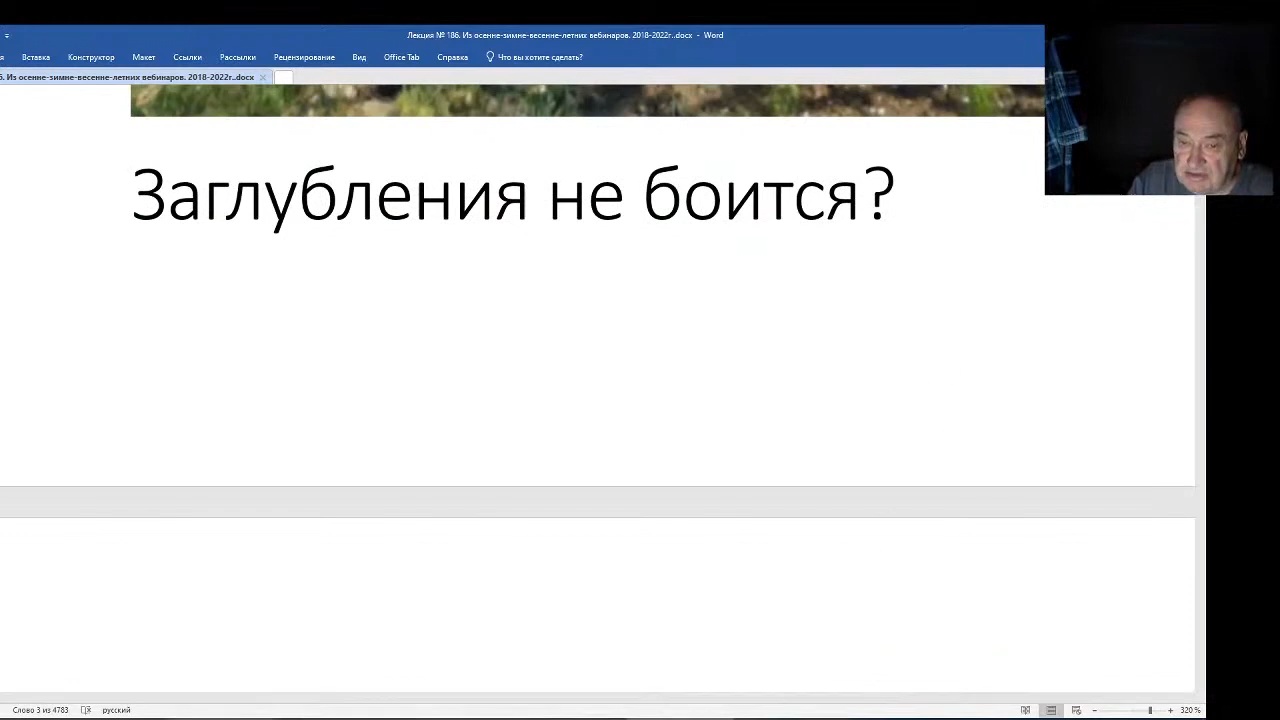 Лекция № 186. Из осенне-зимне-весенне-летних вебинаров. 2018-2022г..docx - Word
Вставка Конструктор Макет Ссылки Рассылки Рецензирование Вид Office Tab Справка Что вы хотите сделать?
6. Из осенне-зимне-весенне-летних вебинаров. 2018-2022г..docx
Заглубления не боится?
Слово 3 из 4783 русский 320 %